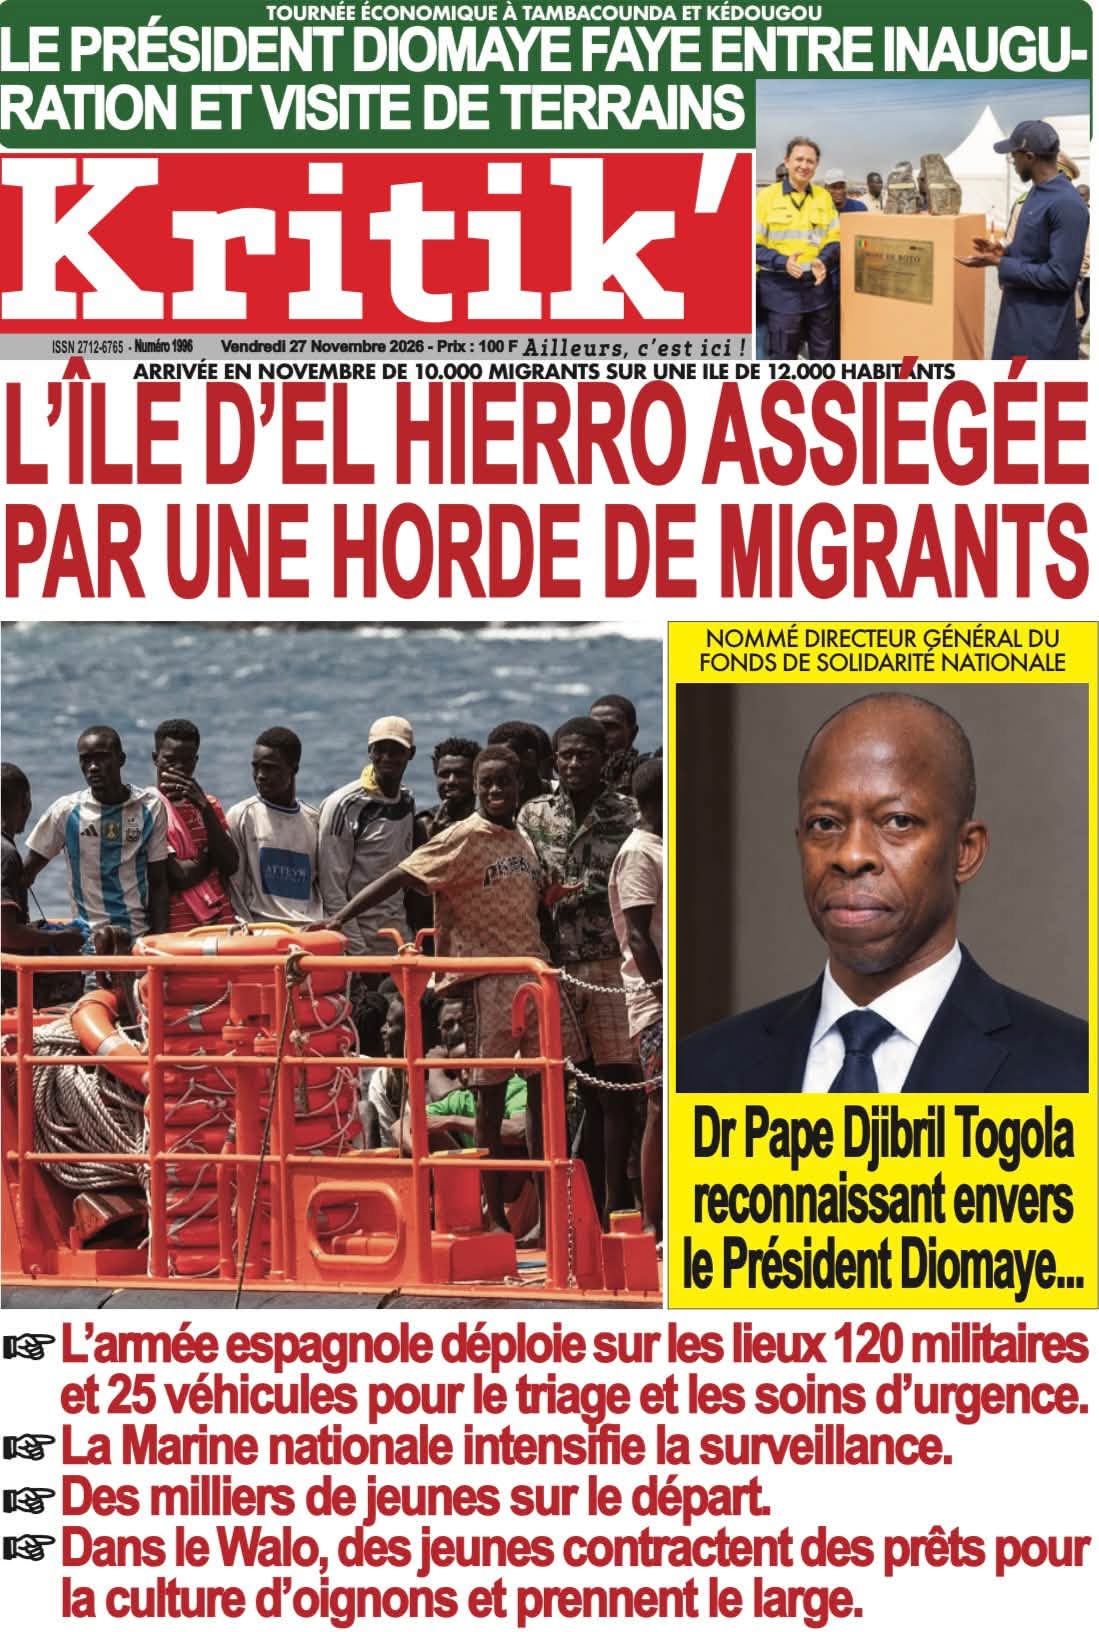 TOURNÉE ÉCONOMIQUE À TAMBACOUNDA ET KÉDOUGOU
LE PRÉSIDENT DIOMAYE FAYE ENTRE INAUGU-
RATION ET VISITE DE TERRAINS
Kritik'
ISSN 2712-6765 - Numéro 1996 Vendredi 27 Novembre 2026 - Prix : 100 F Ailleurs, c'est ici !
ARRIVÉE EN NOVEMBRE DE 10.000 MIGRANTS SUR UNE ILE DE 12.000 HABITANTS
L'ÎLE D'EL HIERRO ASSIÉGÉE
PAR UNE HORDE DE MIGRANTS
NOMMÉ DIRECTEUR GÉNÉRAL DU
FONDS DE SOLIDARITÉ NATIONALE
Dr Pape Djibril Togola
reconnaissant envers
le Président Diomaye...
L'armée espagnole déploie sur les lieux 120 militaires
et 25 véhicules pour le triage et les soins d'urgence.
La Marine nationale intensifie la surveillance.
Des milliers de jeunes sur le départ.
Dans le Walo, des jeunes contractent des prêts pour
la culture d'oignons et prennent le large.